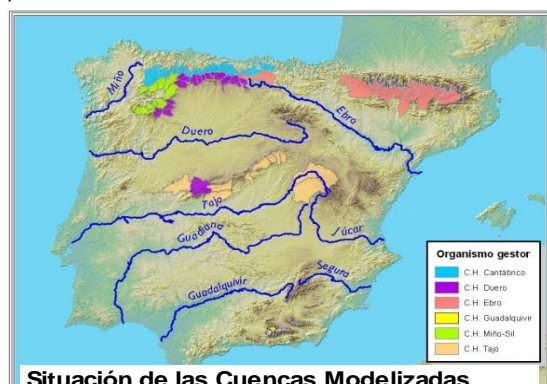 Miño
Duero
Ebro
Tajo
Guadiana
Júcar
Guadalquivir
Segura
Organismo gestor
C.H. Cantábrico
C.H. Duero
C.H. Ebro
C.H. Guadalquivir
C.H. Miño-Sil
C.H. Tajo
Situación de las Cuencas Modelizadas